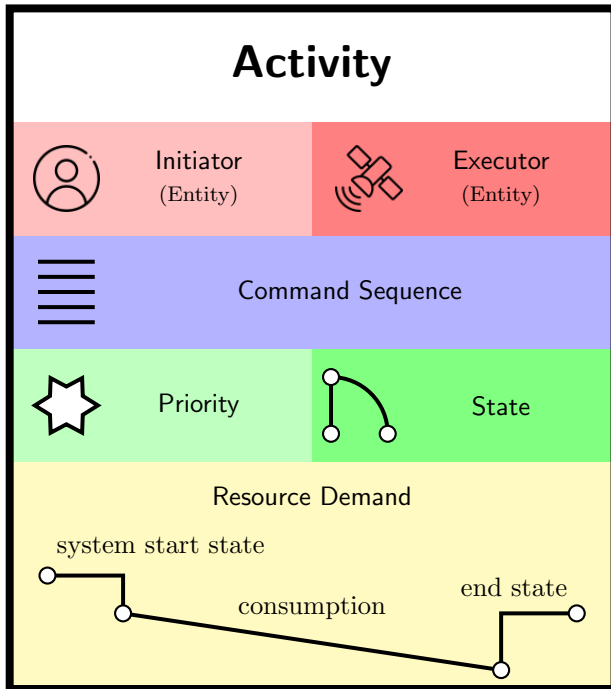 Activity
Initiator
(Entity)
Executor
(Entity)
Command Sequence
Priority
State
Resource Demand
system start state
consumption
end state